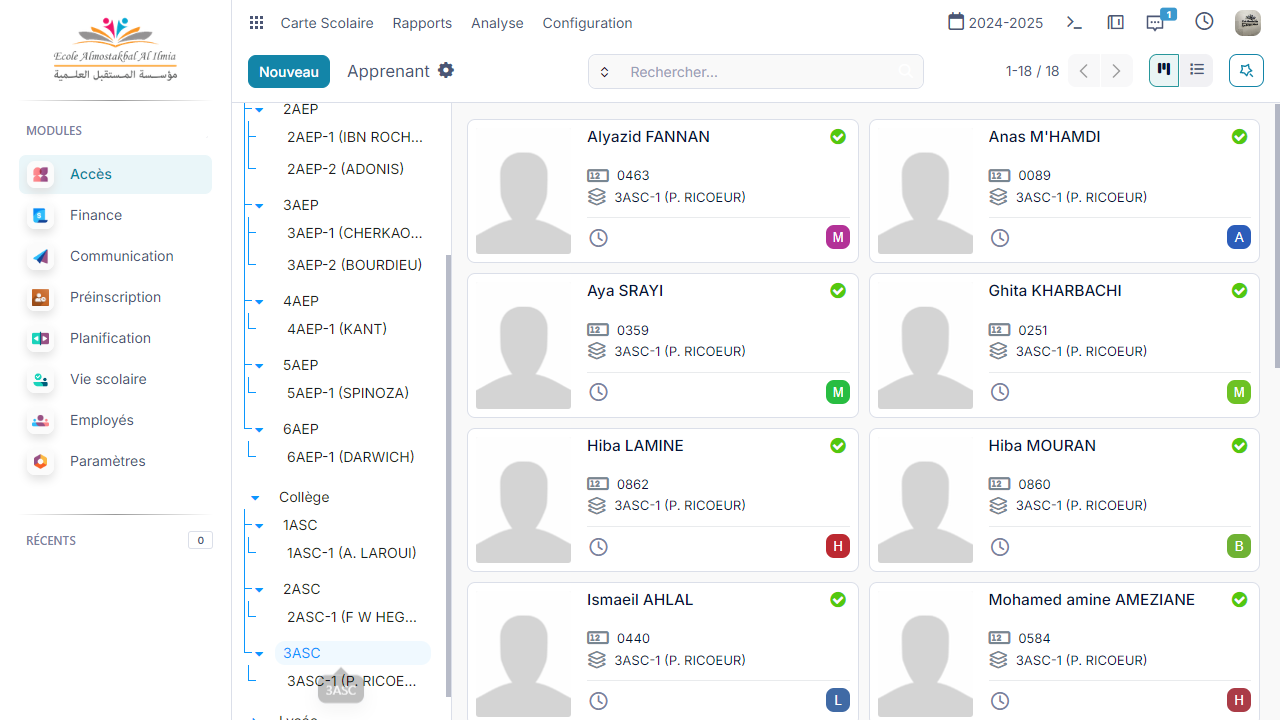 Ecole Almostakbal Al Ilmia
مؤسسة المستقبل العلمية
MODULES
Accès
Finance
Communication
Préinscription
Planification
Vie scolaire
Employés
Paramètres
RÉCENTS
0
Carte Scolaire
Rapports
Analyse
Configuration
2024-2025
1
Nouveau
Apprenant
Rechercher...
1-18 / 18
2AEP
2AEP-1 (IBN ROCH...
2AEP-2 (ADONIS)
3AEP
3AEP-1 (CHERKAO...
3AEP-2 (BOURDIEU)
4AEP
4AEP-1 (KANT)
5AEP
5AEP-1 (SPINOZA)
6AEP
6AEP-1 (DARWICH)
Collège
1ASC
1ASC-1 (A. LAROUI)
2ASC
2ASC-1 (F W HEG...
3ASC
3ASC-1 (P. RICOE...
3ASC
Lycée
Alyazid FANNAN
0463
3ASC-1 (P. RICOEUR)
M
Anas M'HAMDI
0089
3ASC-1 (P. RICOEUR)
A
Aya SRAYI
0359
3ASC-1 (P. RICOEUR)
M
Ghita KHARBACHI
0251
3ASC-1 (P. RICOEUR)
M
Hiba LAMINE
0862
3ASC-1 (P. RICOEUR)
H
Hiba MOURAN
0860
3ASC-1 (P. RICOEUR)
B
Ismaeil AHLAL
0440
3ASC-1 (P. RICOEUR)
L
Mohamed amine AMEZIANE
0584
3ASC-1 (P. RICOEUR)
H